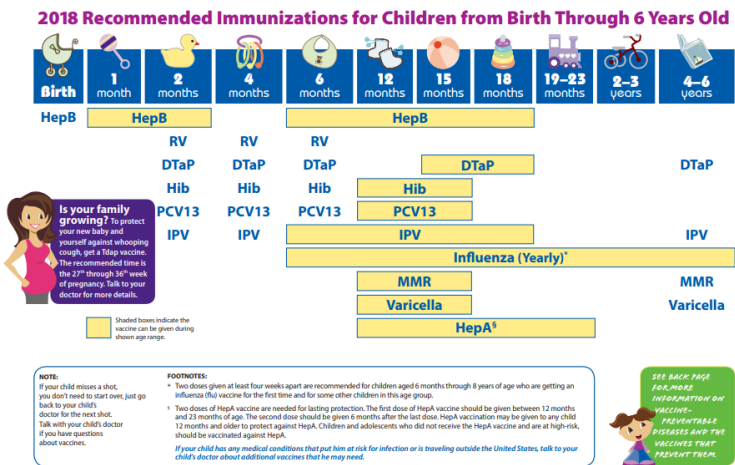 2018 Recommended Immunizations for Children from Birth Through 6 Years Old
Birth
1 month
2 months
4 months
6 months
12 months
15 months
18 months
19–23 months
2–3 years
4–6 years
HepB HepB HepB
RV RV RV
DTaP DTaP DTaP DTaP DTaP
Hib Hib Hib Hib
PCV13 PCV13 PCV13 PCV13
IPV IPV IPV IPV
Influenza (Yearly)*
MMR MMR
Varicella Varicella
HepA§
Is your family
growing? To protect
your new baby and
yourself against whooping
cough, get a Tdap vaccine.
The recommended time is
the 27th through 36th week
of pregnancy. Talk to your
doctor for more details.
Shaded boxes indicate the
vaccine can be given during
shown age range.
NOTE:
If your child misses a shot,
you don't need to start over, just go
back to your child's
doctor for the next shot.
Talk with your child's doctor
if you have questions
about vaccines.
FOOTNOTES:
* Two doses given at least four weeks apart are recommended for children aged 6 months through 8 years of age who are getting an
influenza (flu) vaccine for the first time and for some other children in this age group.
§ Two doses of HepA vaccine are needed for lasting protection. The first dose of HepA vaccine should be given between 12 months
and 23 months of age. The second dose should be given 6 months after the last dose. HepA vaccination may be given to any child
12 months and older to protect against HepA. Children and adolescents who did not receive the HepA vaccine and are at high-risk,
should be vaccinated against HepA.
If your child has any medical conditions that put him at risk for infection or is traveling outside the United States, talk to your
child's doctor about additional vaccines that he may need.
SEE BACK PAGE
FOR MORE
INFORMATION ON
VACCINE-
PREVENTABLE
DISEASES AND THE
VACCINES THAT
PREVENT THEM.